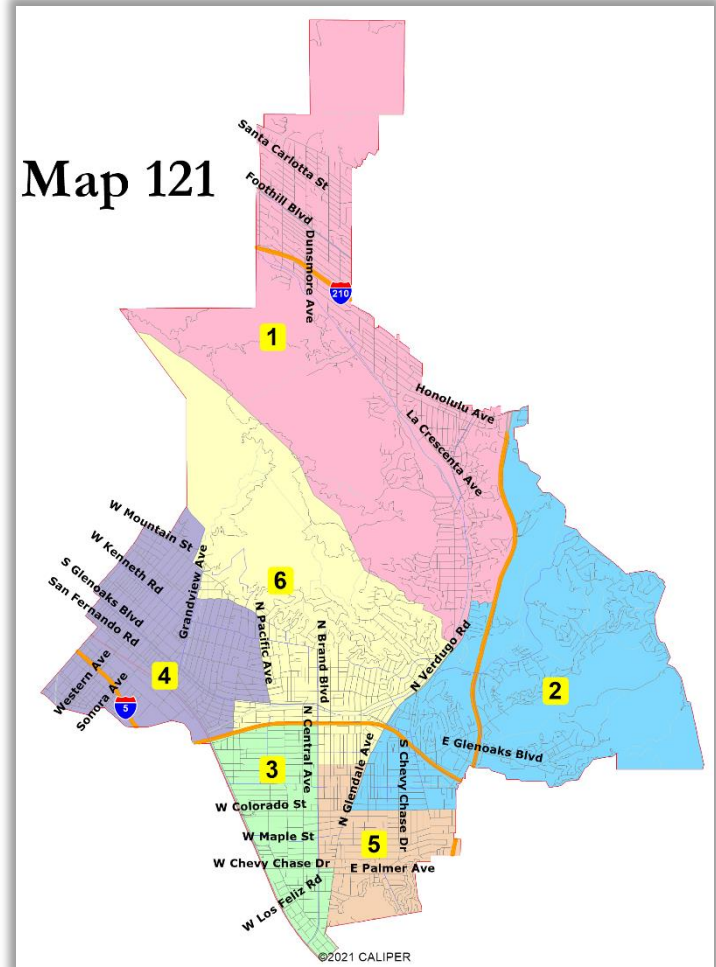 Map 121
Santa Carlotta St
Foothill Blvd
Dunsmore Ave
210
1
Honolulu Ave
La Crescenta Ave
W Mountain St
W Kenneth Rd
S Glenoaks Blvd
San Fernando Rd
Grandview Ave
6
N Pacific Ave
N Brand Blvd
N Verdugo Rd
4
Western Ave
Sonora Ave
5
2
N Central Ave
E Glenoaks Blvd
3
N Glendale Ave
S Chevy Chase Dr
W Colorado St
W Maple St
5
W Chevy Chase Dr
E Palmer Ave
W Los Feliz Rd
©2021 CALIPER